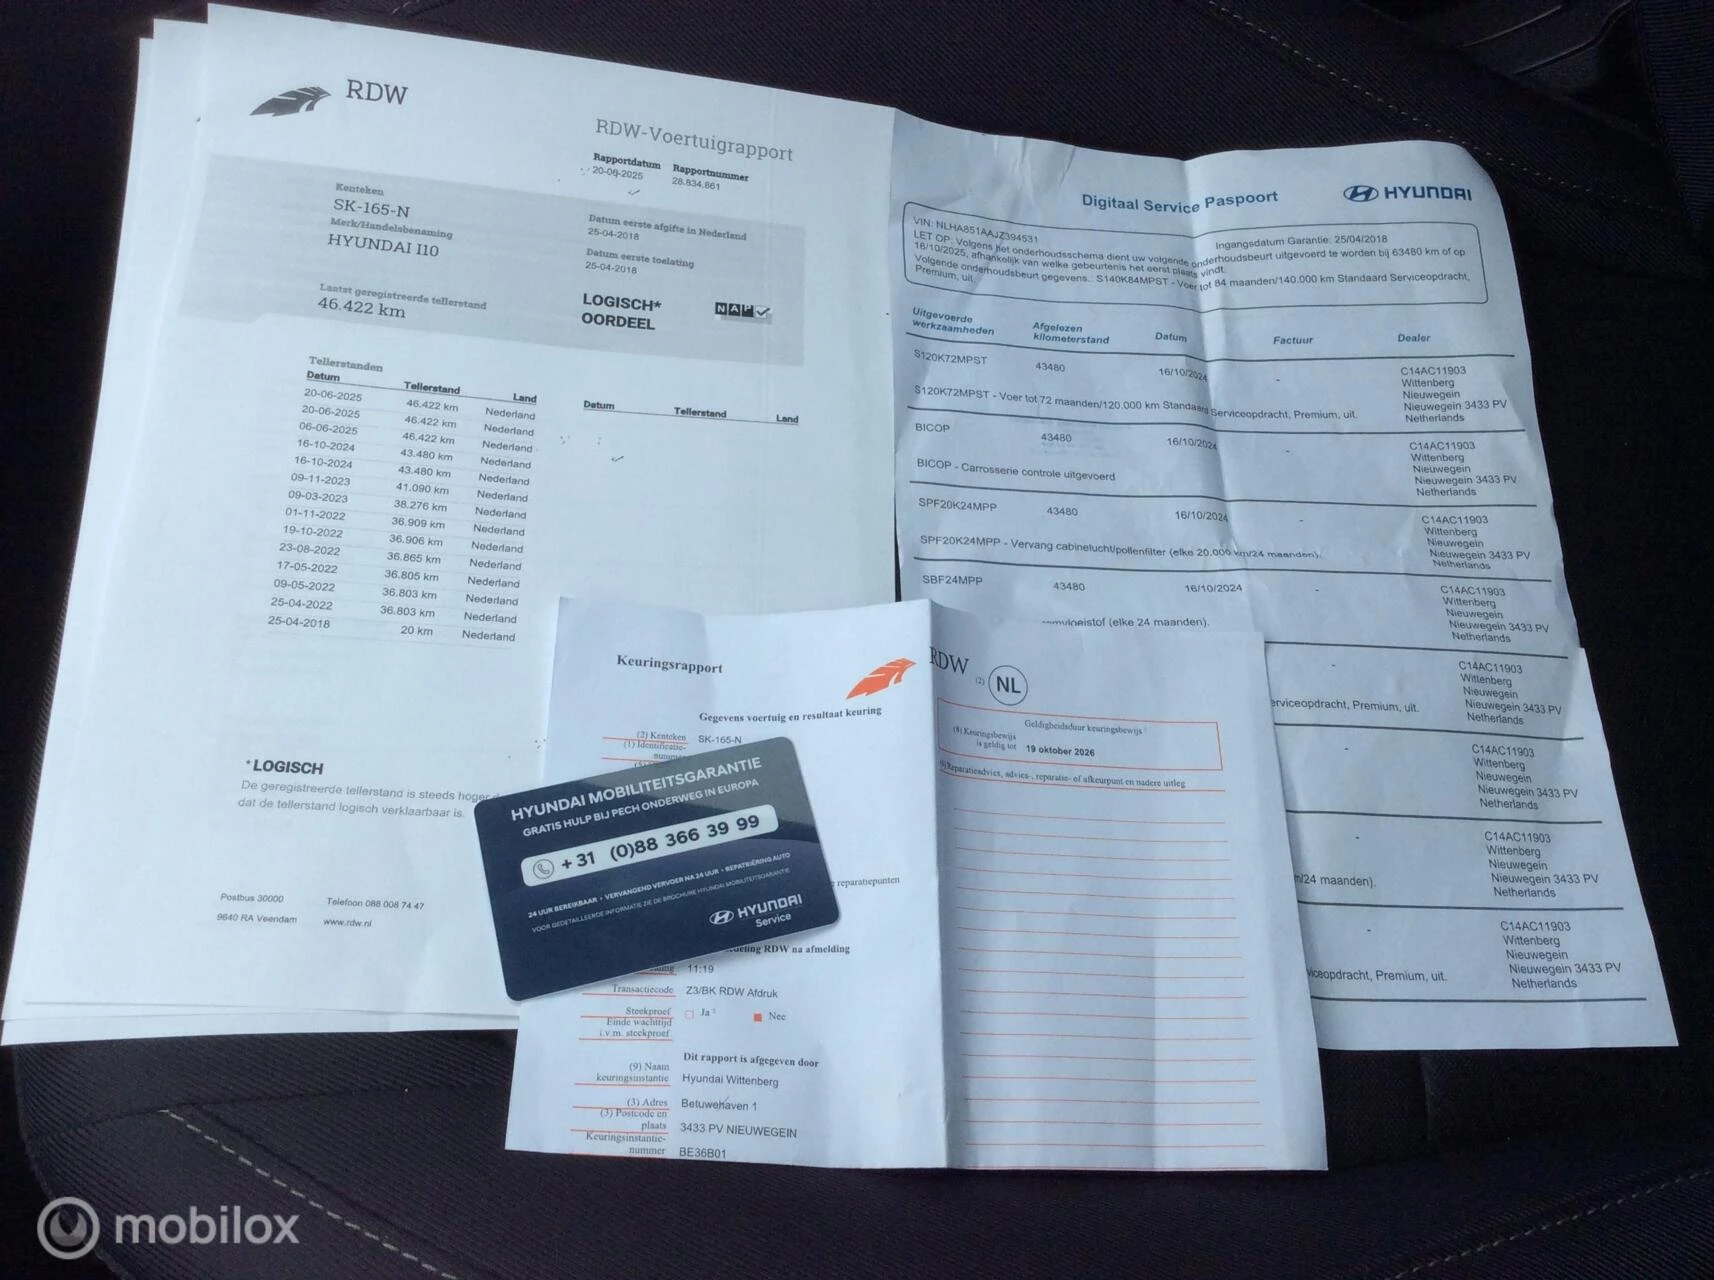 RDW
RDW-Voertuigrapport
Rapportdatum Rapportnummer
20-06-2025 28.834.861
Kenteken
SK-165-N
Merk/Handelsbenaming
HYUNDAI I10
Datum eerste afgifte in Nederland
25-04-2018
Datum eerste toelating
25-04-2018
Laatst geregistreerde tellerstand
46.422 km
LOGISCH*
OORDEEL
NAP
Tellerstanden
Datum Tellerstand Land
20-06-2025 46.422 km Nederland
20-06-2025 46.422 km Nederland
06-06-2025 46.422 km Nederland
16-10-2024 43.480 km Nederland
16-10-2024 43.480 km Nederland
09-11-2023 41.090 km Nederland
09-03-2023 38.276 km Nederland
01-11-2022 36.909 km Nederland
19-10-2022 36.906 km Nederland
23-08-2022 36.865 km Nederland
17-05-2022 36.805 km Nederland
09-05-2022 36.803 km Nederland
25-04-2022 36.803 km Nederland
25-04-2018 20 km Nederland
Datum Tellerstand Land
*LOGISCH
De geregistreerde tellerstand is steeds hoger
dat de tellerstand logisch verklaarbaar is.
Postbus 30000 Telefoon 088 008 74 47
9640 RA Veendam www.rdw.nl
Digitaal Service Paspoort
HYUNDAI
VIN: NLHA851AAJZ394531 Ingangsdatum Garantie: 25/04/2018
LET OP: Volgens het onderhoudsschema dient uw volgende onderhoudsbeurt uitgevoerd te worden bij 63480 km of op
16/10/2025, afhankelijk van welke gebeurtenis het eerst plaats vindt.
Volgende onderhoudsbeurt gegevens.: S140K84MPST - Voer tot 84 maanden/140.000 km Standaard Serviceopdracht,
Premium, uit.
Uitgevoerde werkzaamheden Afgelezen kilometerstand Datum Factuur Dealer
S120K72MPST 43480 16/10/2024 - C14AC11903
Wittenberg
Nieuwegein
Nieuwegein 3433 PV
Netherlands
S120K72MPST - Voer tot 72 maanden/120.000 km Standaard Serviceopdracht, Premium, uit.
BICOP 43480 16/10/2024 - C14AC11903
Wittenberg
Nieuwegein
Nieuwegein 3433 PV
Netherlands
BICOP - Carrosserie controle uitgevoerd
SPF20K24MPP 43480 16/10/2024 - C14AC11903
Wittenberg
Nieuwegein
Nieuwegein 3433 PV
Netherlands
SPF20K24MPP - Vervang cabinelucht/pollenfilter (elke 20.000 km/24 maanden).
SBF24MPP 43480 16/10/2024 - C14AC11903
Wittenberg
Nieuwegein
Nieuwegein 3433 PV
Netherlands
(elke 24 maanden).
- C14AC11903
Wittenberg
Nieuwegein
Nieuwegein 3433 PV
Netherlands
Premium, uit.
- C14AC11903
Wittenberg
Nieuwegein
Nieuwegein 3433 PV
Netherlands
- C14AC11903
Wittenberg
Nieuwegein
Nieuwegein 3433 PV
Netherlands
24 maanden).
- C14AC11903
Wittenberg
Nieuwegein
Nieuwegein 3433 PV
Netherlands
Premium, uit.
Keuringsrapport
Gegevens voertuig en resultaat keuring
(2) Kenteken SK-165-N
(1) Identificatie-
reparatiepunten
RDW na afmelding
11:19
Transactiecode Z3/BK RDW Afdruk
Steekproef Ja Nee
Einde wachttijd
i.v.m. steekproef
Dit rapport is afgegeven door
(9) Naam
keuringsinstantie Hyundai Wittenberg
(3) Adres Betuwehaven 1
(3) Postcode en
plaats 3433 PV NIEUWEGEIN
Keuringsinstantie-
nummer BE36B01
RDW (2) NL
Geldigheidsduur keuringsbewijs
(8) Keuringsbewijs
is geldig tot 19 oktober 2026
Reparatieadvies, advies-, reparatie- of afkeurpunt en nadere uitleg
HYUNDAI MOBILITEITSGARANTIE
GRATIS HULP BIJ PECH ONDERWEG IN EUROPA
+31 (0)88 366 39 99
24 UUR BEREIKBAAR • VERVANGEND VERVOER NA 24 UUR • REPATRIËRING AUTO
VOOR GEDETAILLEERDE INFORMATIE ZIE DE BROCHURE HYUNDAI MOBILITEITSGARANTIE
HYUNDAI
Service
mobilox